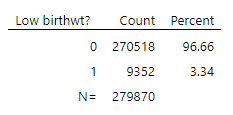 Low birthwt? Count Percent
0 270518 96.66
1 9352 3.34
N= 279870